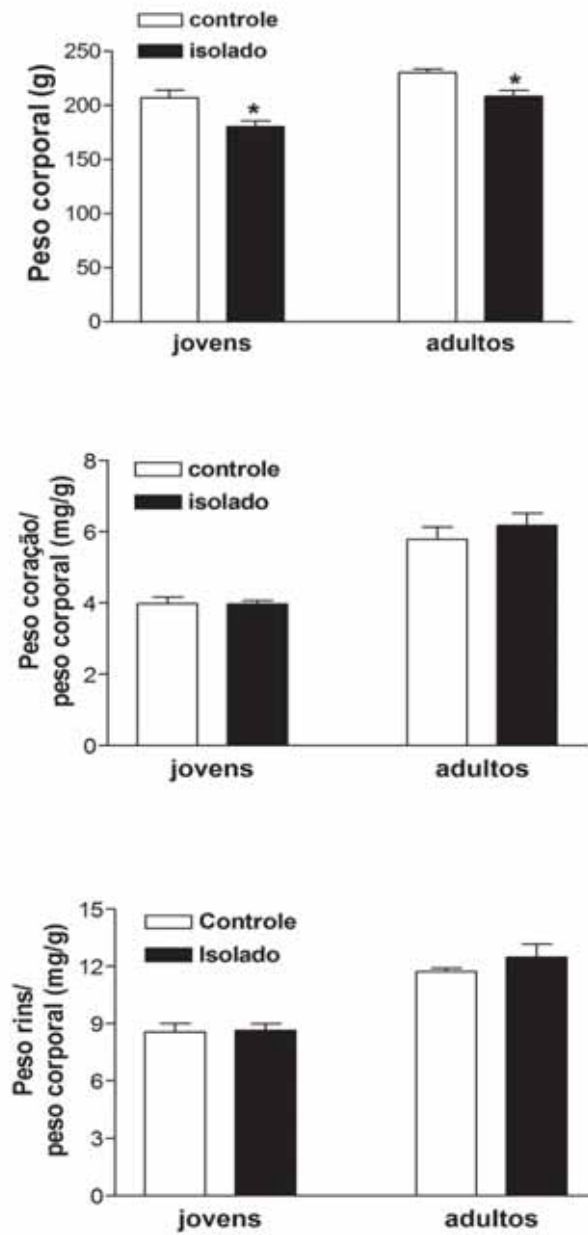 controle
isolado
Peso corporal (g)
250
200
150
100
50
0
*
*
jovens
adultos
controle
isolado
Peso coração/
peso corporal (mg/g)
8
6
4
2
0
jovens
adultos
Controle
Isolado
Peso rins/
peso corporal (mg/g)
15
12
9
6
3
0
jovens
adultos